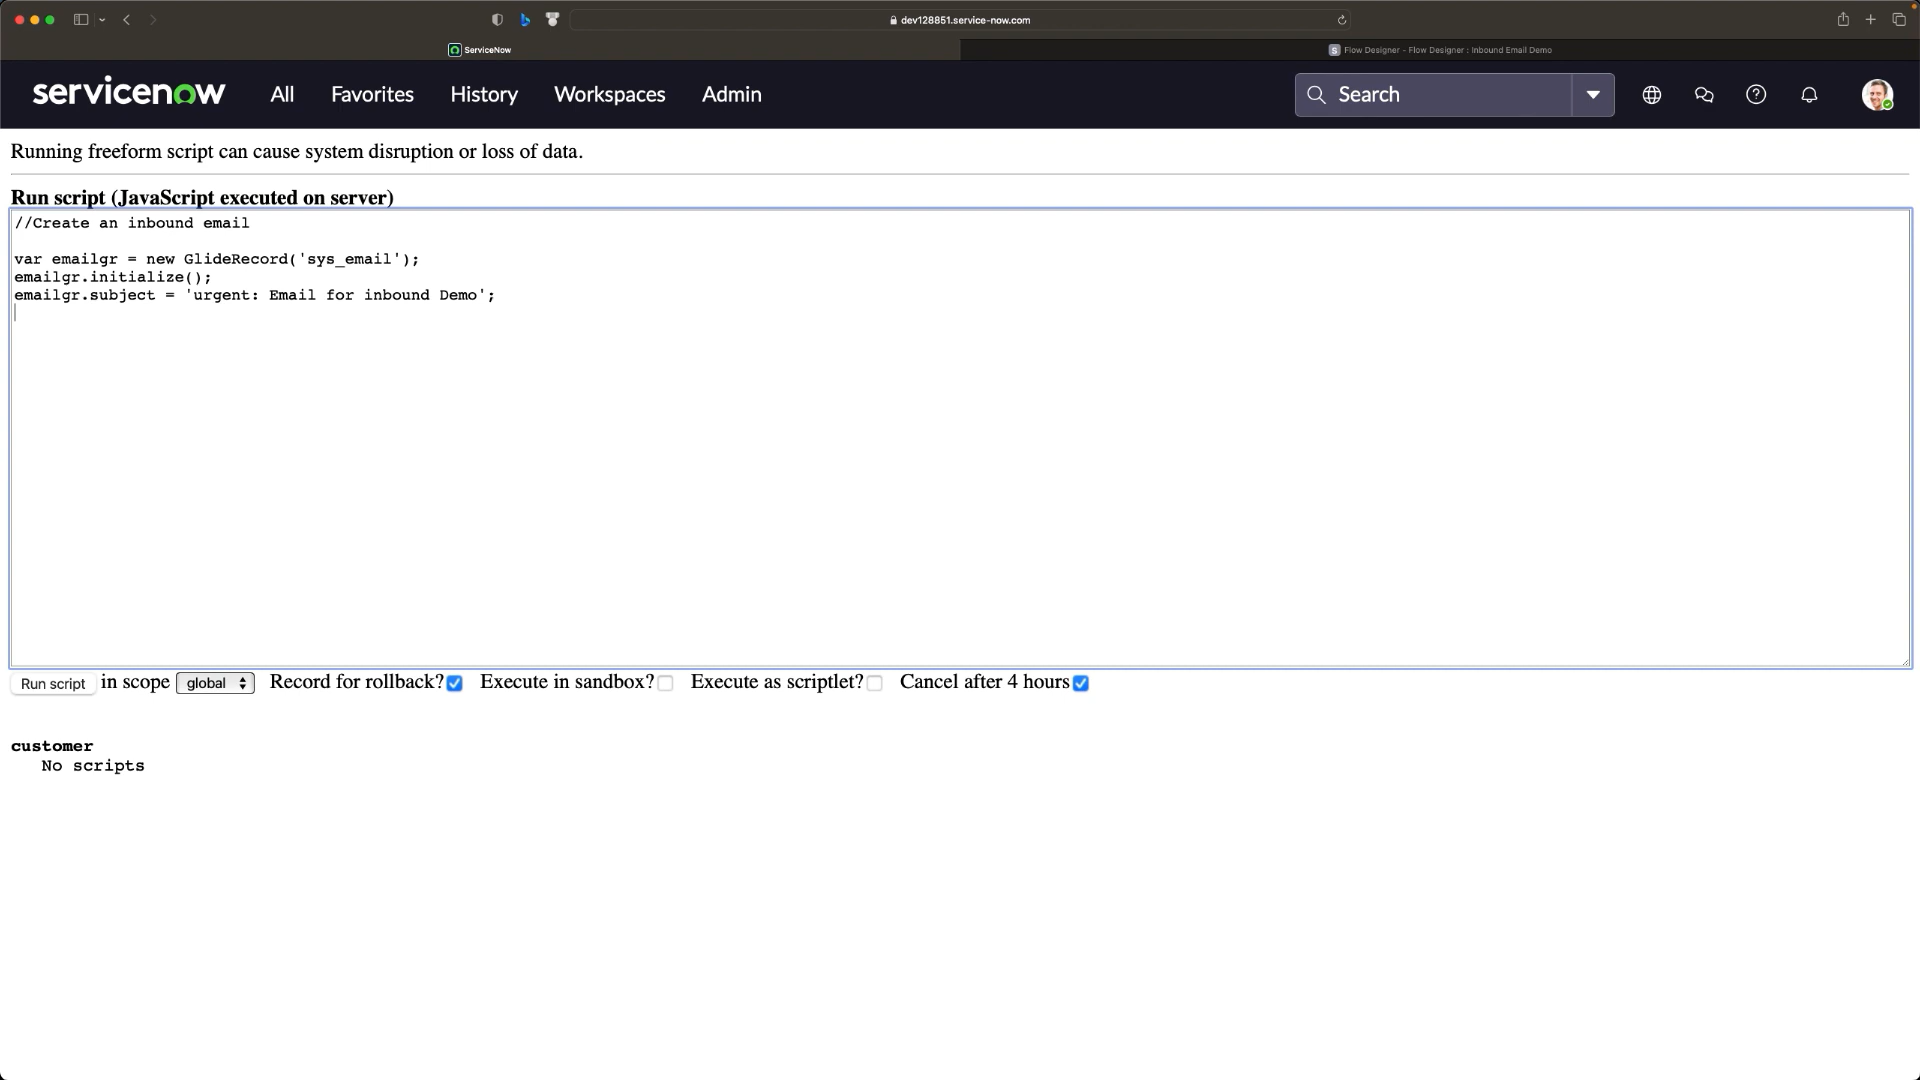 dev128851.service-now.com
ServiceNow
S Flow Designer - Flow Designer : Inbound Email Demo
servicenow All Favorites History Workspaces Admin Search
Running freeform script can cause system disruption or loss of data.
Run script (JavaScript executed on server)
//Create an inbound email
var emailgr = new GlideRecord('sys_email');
emailgr.initialize();
emailgr.subject = 'urgent: Email for inbound Demo';
Run script in scope global Record for rollback? Execute in sandbox? Execute as scriptlet? Cancel after 4 hours
customer
No scripts